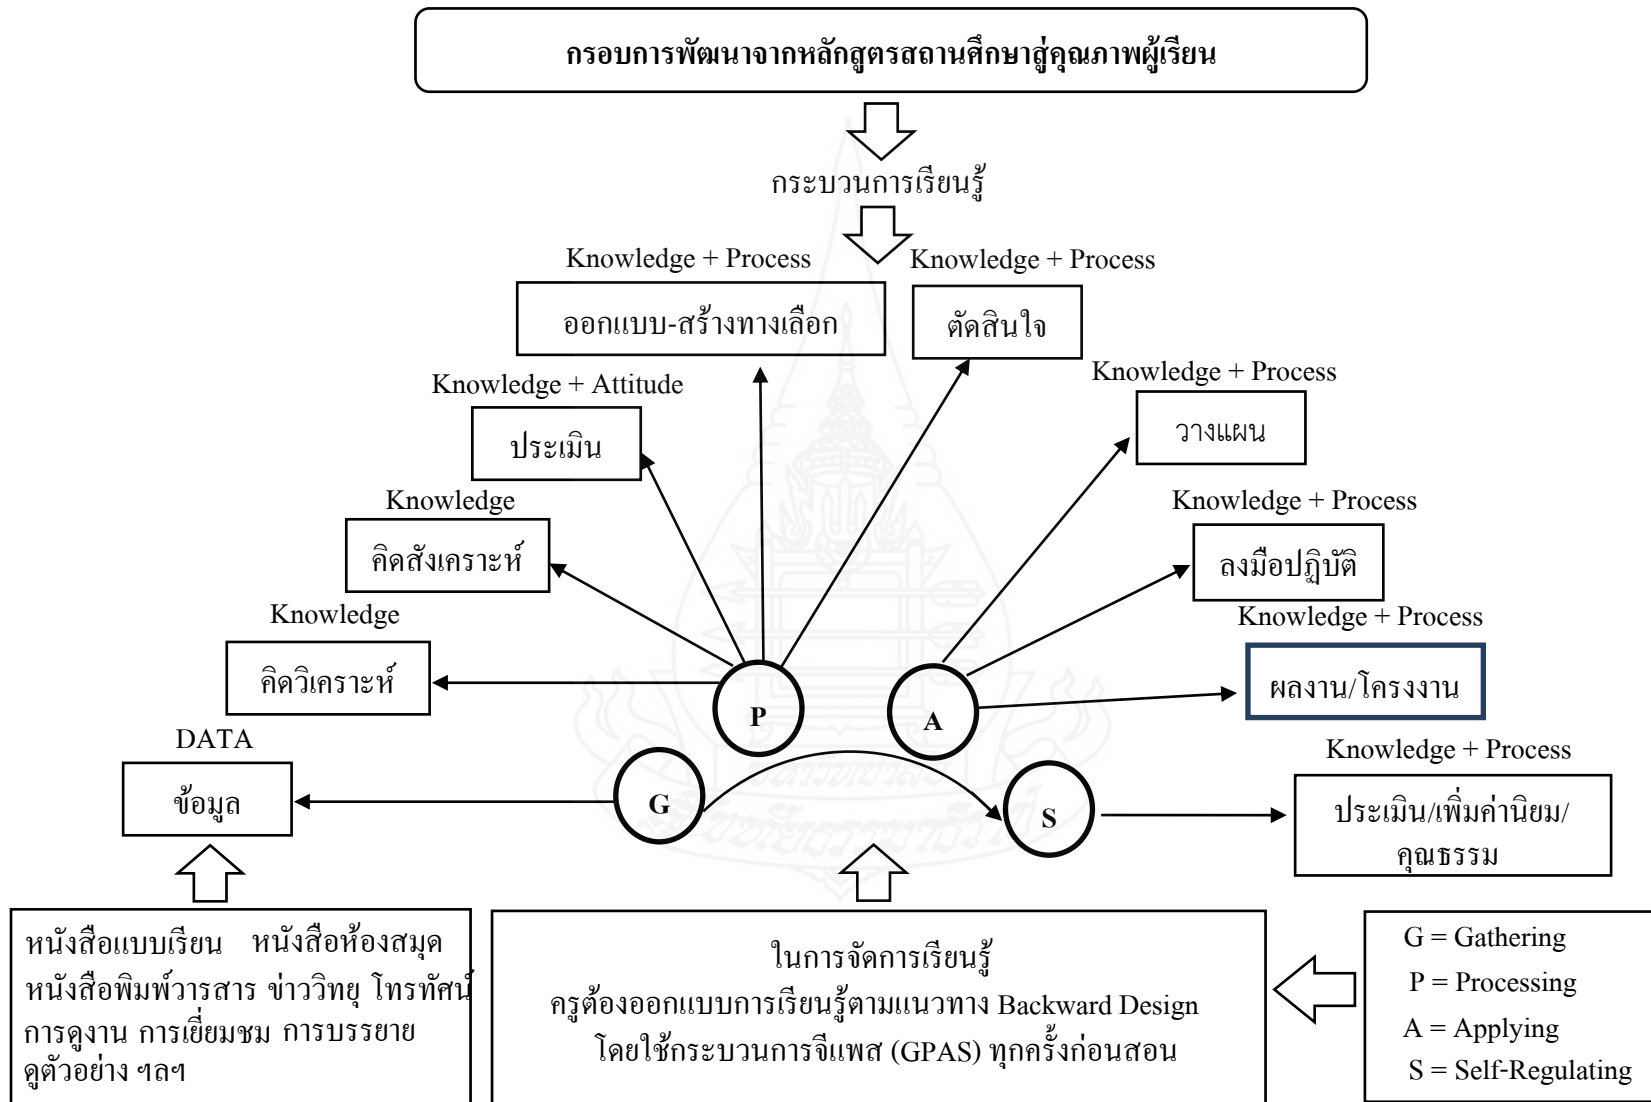 กรอบการพัฒนาจากหลักสูตรสถานศึกษาสู่คุณภาพผู้เรียน
กระบวนการเรียนรู้
Knowledge + Process
ออกแบบ-สร้างทางเลือก
Knowledge + Process
ตัดสินใจ
Knowledge + Attitude
ประเมิน
Knowledge + Process
วางแผน
Knowledge
คิดสังเคราะห์
Knowledge + Process
ลงมือปฏิบัติ
Knowledge
คิดวิเคราะห์
Knowledge + Process
ผลงาน/โครงงาน
DATA
ข้อมูล
Knowledge + Process
ประเมิน/เพิ่มค่านิยม/
คุณธรรม
P
A
G
S
หนังสือแบบเรียน หนังสือห้องสมุด
หนังสือพิมพ์วารสาร ข่าววิทยุ โทรทัศน์
การดูงาน การเยี่ยมชม การบรรยาย
ดูตัวอย่าง ฯลฯ
ในการจัดการเรียนรู้
ครูต้องออกแบบการเรียนรู้ตามแนวทาง Backward Design
โดยใช้กระบวนการจีแพส (GPAS) ทุกครั้งก่อนสอน
G = Gathering
P = Processing
A = Applying
S = Self-Regulating